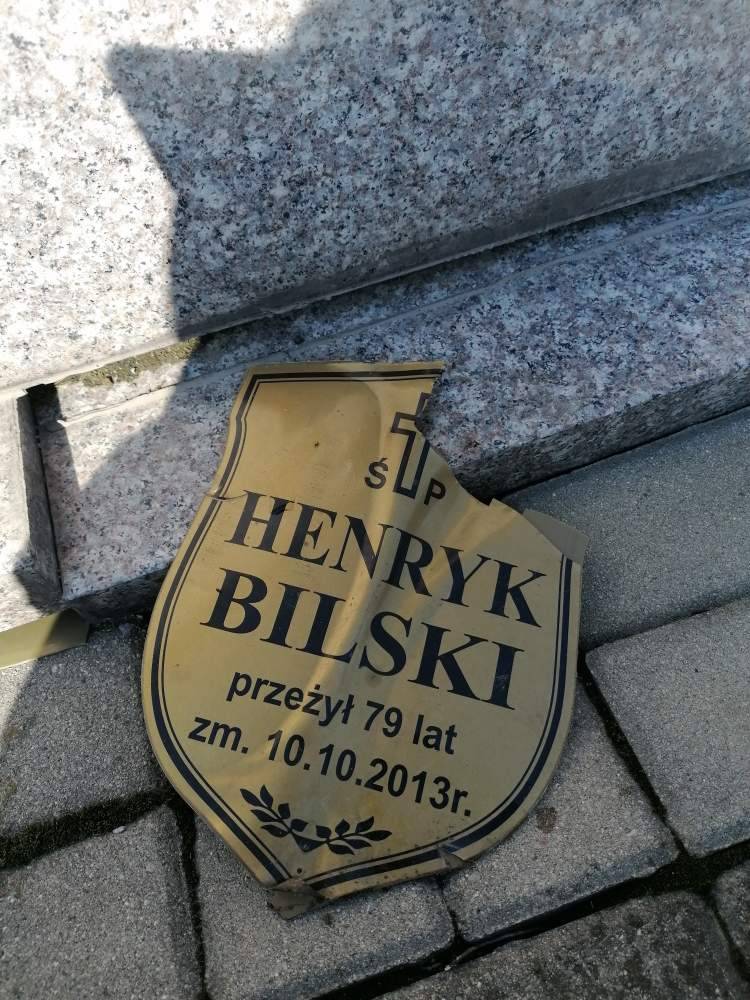 Ś P
HENRYK
BILSKI
przeżył 79 lat
zm. 10.10.2013r.